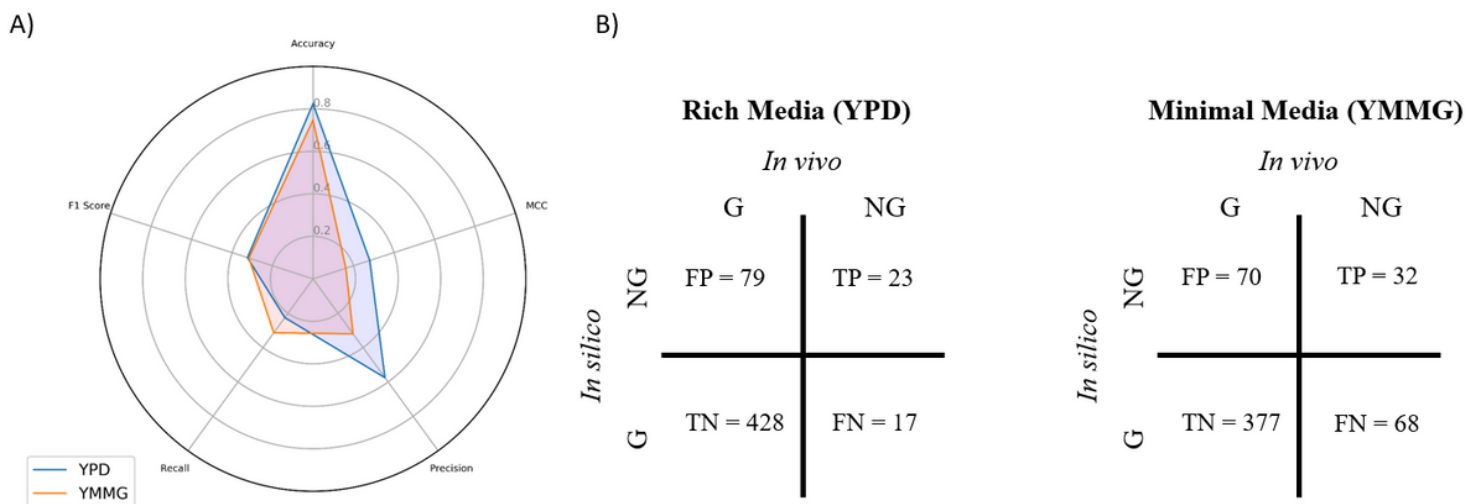 A)
Accuracy
0.8
0.6
0.4
0.2
F1 Score
MCC
Recall
Precision
YPD
YMMG
B)
Rich Media (YPD)
In vivo
G NG
In silico
NG
FP = 79 TP = 23
G
TN = 428 FN = 17
Minimal Media (YMMG)
In vivo
G NG
In silico
NG
FP = 70 TP = 32
G
TN = 377 FN = 68